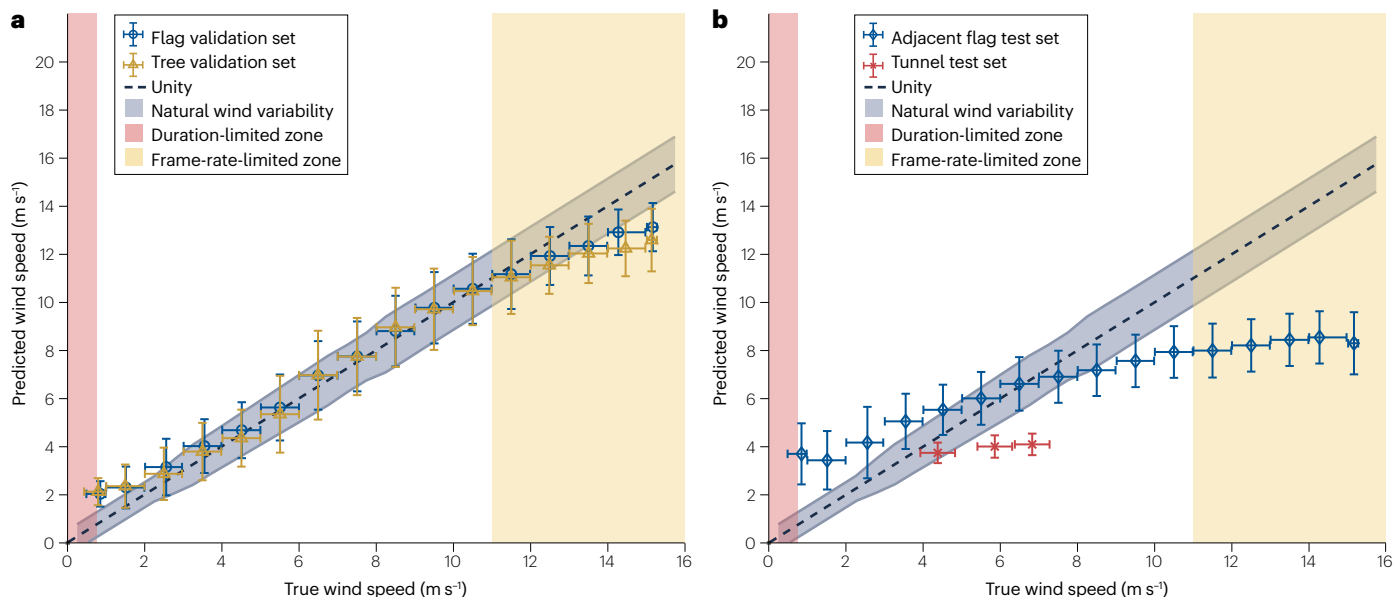 a
Flag validation set
Tree validation set
Unity
Natural wind variability
Duration-limited zone
Frame-rate-limited zone
Predicted wind speed (m s⁻¹)
20
18
16
14
12
10
8
6
4
2
0
0 2 4 6 8 10 12 14 16
True wind speed (m s⁻¹)
b
Adjacent flag test set
Tunnel test set
Unity
Natural wind variability
Duration-limited zone
Frame-rate-limited zone
Predicted wind speed (m s⁻¹)
20
18
16
14
12
10
8
6
4
2
0
0 2 4 6 8 10 12 14 16
True wind speed (m s⁻¹)